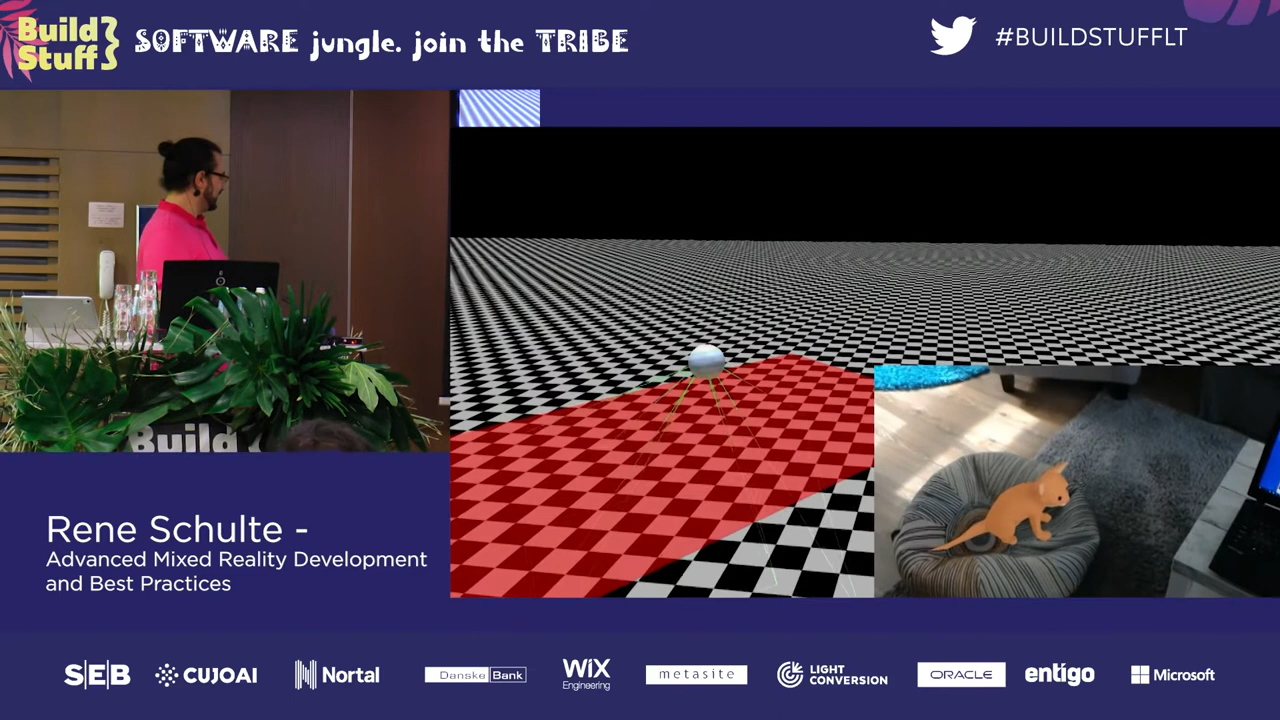 Build
Stuff
SOFTWARE jungle. join the TRIBE
#BUILDSTUFFLT
Build
Rene Schulte -
Advanced Mixed Reality Development
and Best Practices
SEB
CUJOAI
Nortal
Danske Bank
WiX
Engineering
metasite
LIGHT
CONVERSION
ORACLE
entigo
Microsoft